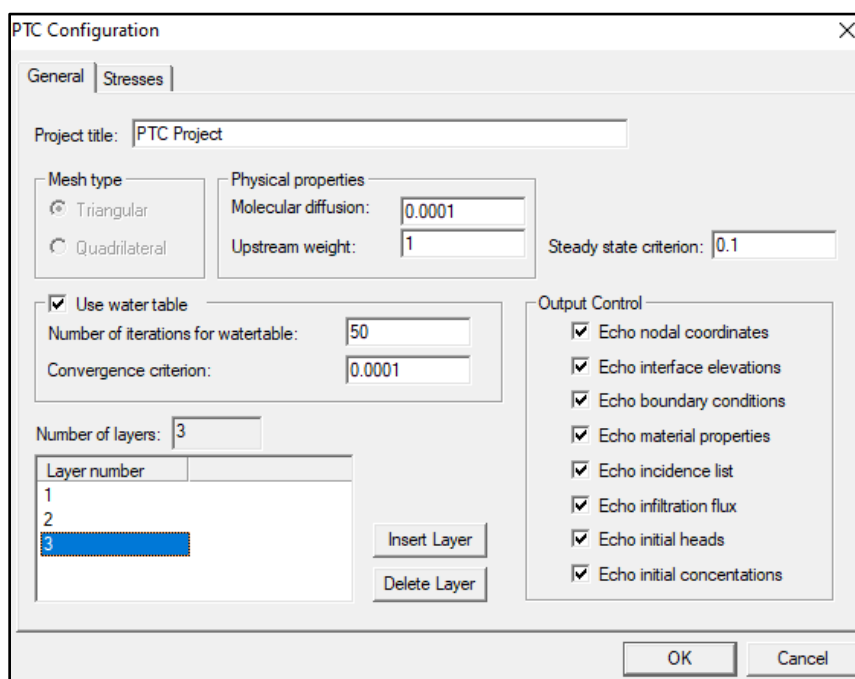 PTC Configuration
General
Stresses
Project title: PTC Project
Mesh type
Triangular
Quadrilateral
Physical properties
Molecular diffusion: 0.0001
Upstream weight: 1
Steady state criterion: 0.1
Use water table
Number of iterations for watertable: 50
Convergence criterion: 0.0001
Output Control
Echo nodal coordinates
Echo interface elevations
Echo boundary conditions
Echo material properties
Echo incidence list
Echo infiltration flux
Echo initial heads
Echo initial concentations
Number of layers: 3
Layer number
1
2
3
Insert Layer
Delete Layer
OK
Cancel